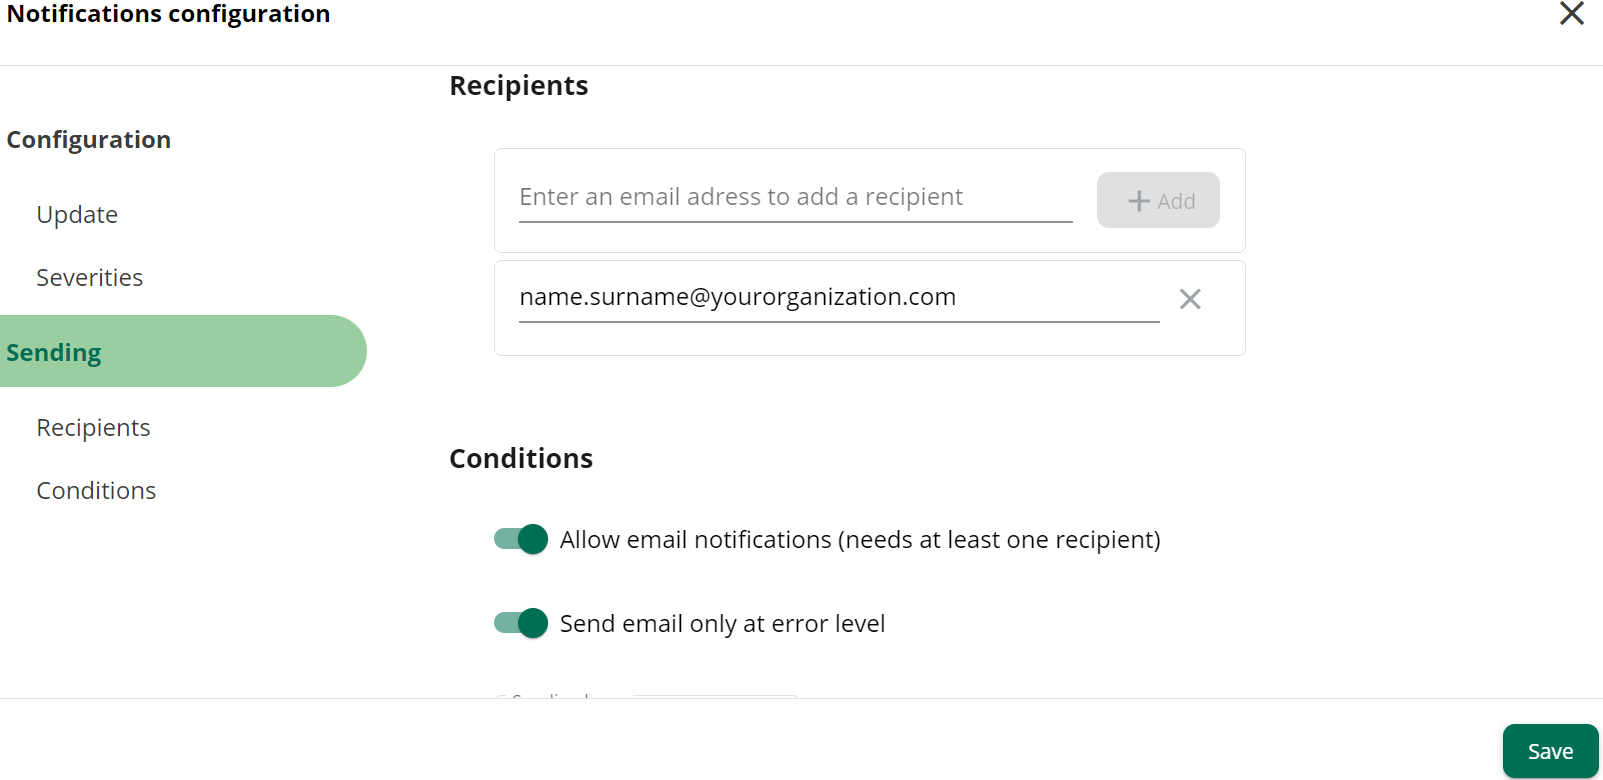 Notifications configuration
Configuration
Update
Severities
Sending
Recipients
Conditions
Recipients
Enter an email adress to add a recipient
Add
name.surname@yourorganization.com
Conditions
Allow email notifications (needs at least one recipient)
Send email only at error level
Save